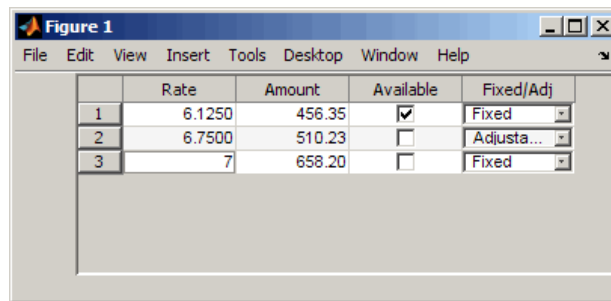 Figure 1
File Edit View Insert Tools Desktop Window Help
Rate Amount Available Fixed/Adj
1 6.1250 456.35 Fixed
2 6.7500 510.23 Adjusta...
3 7 658.20 Fixed